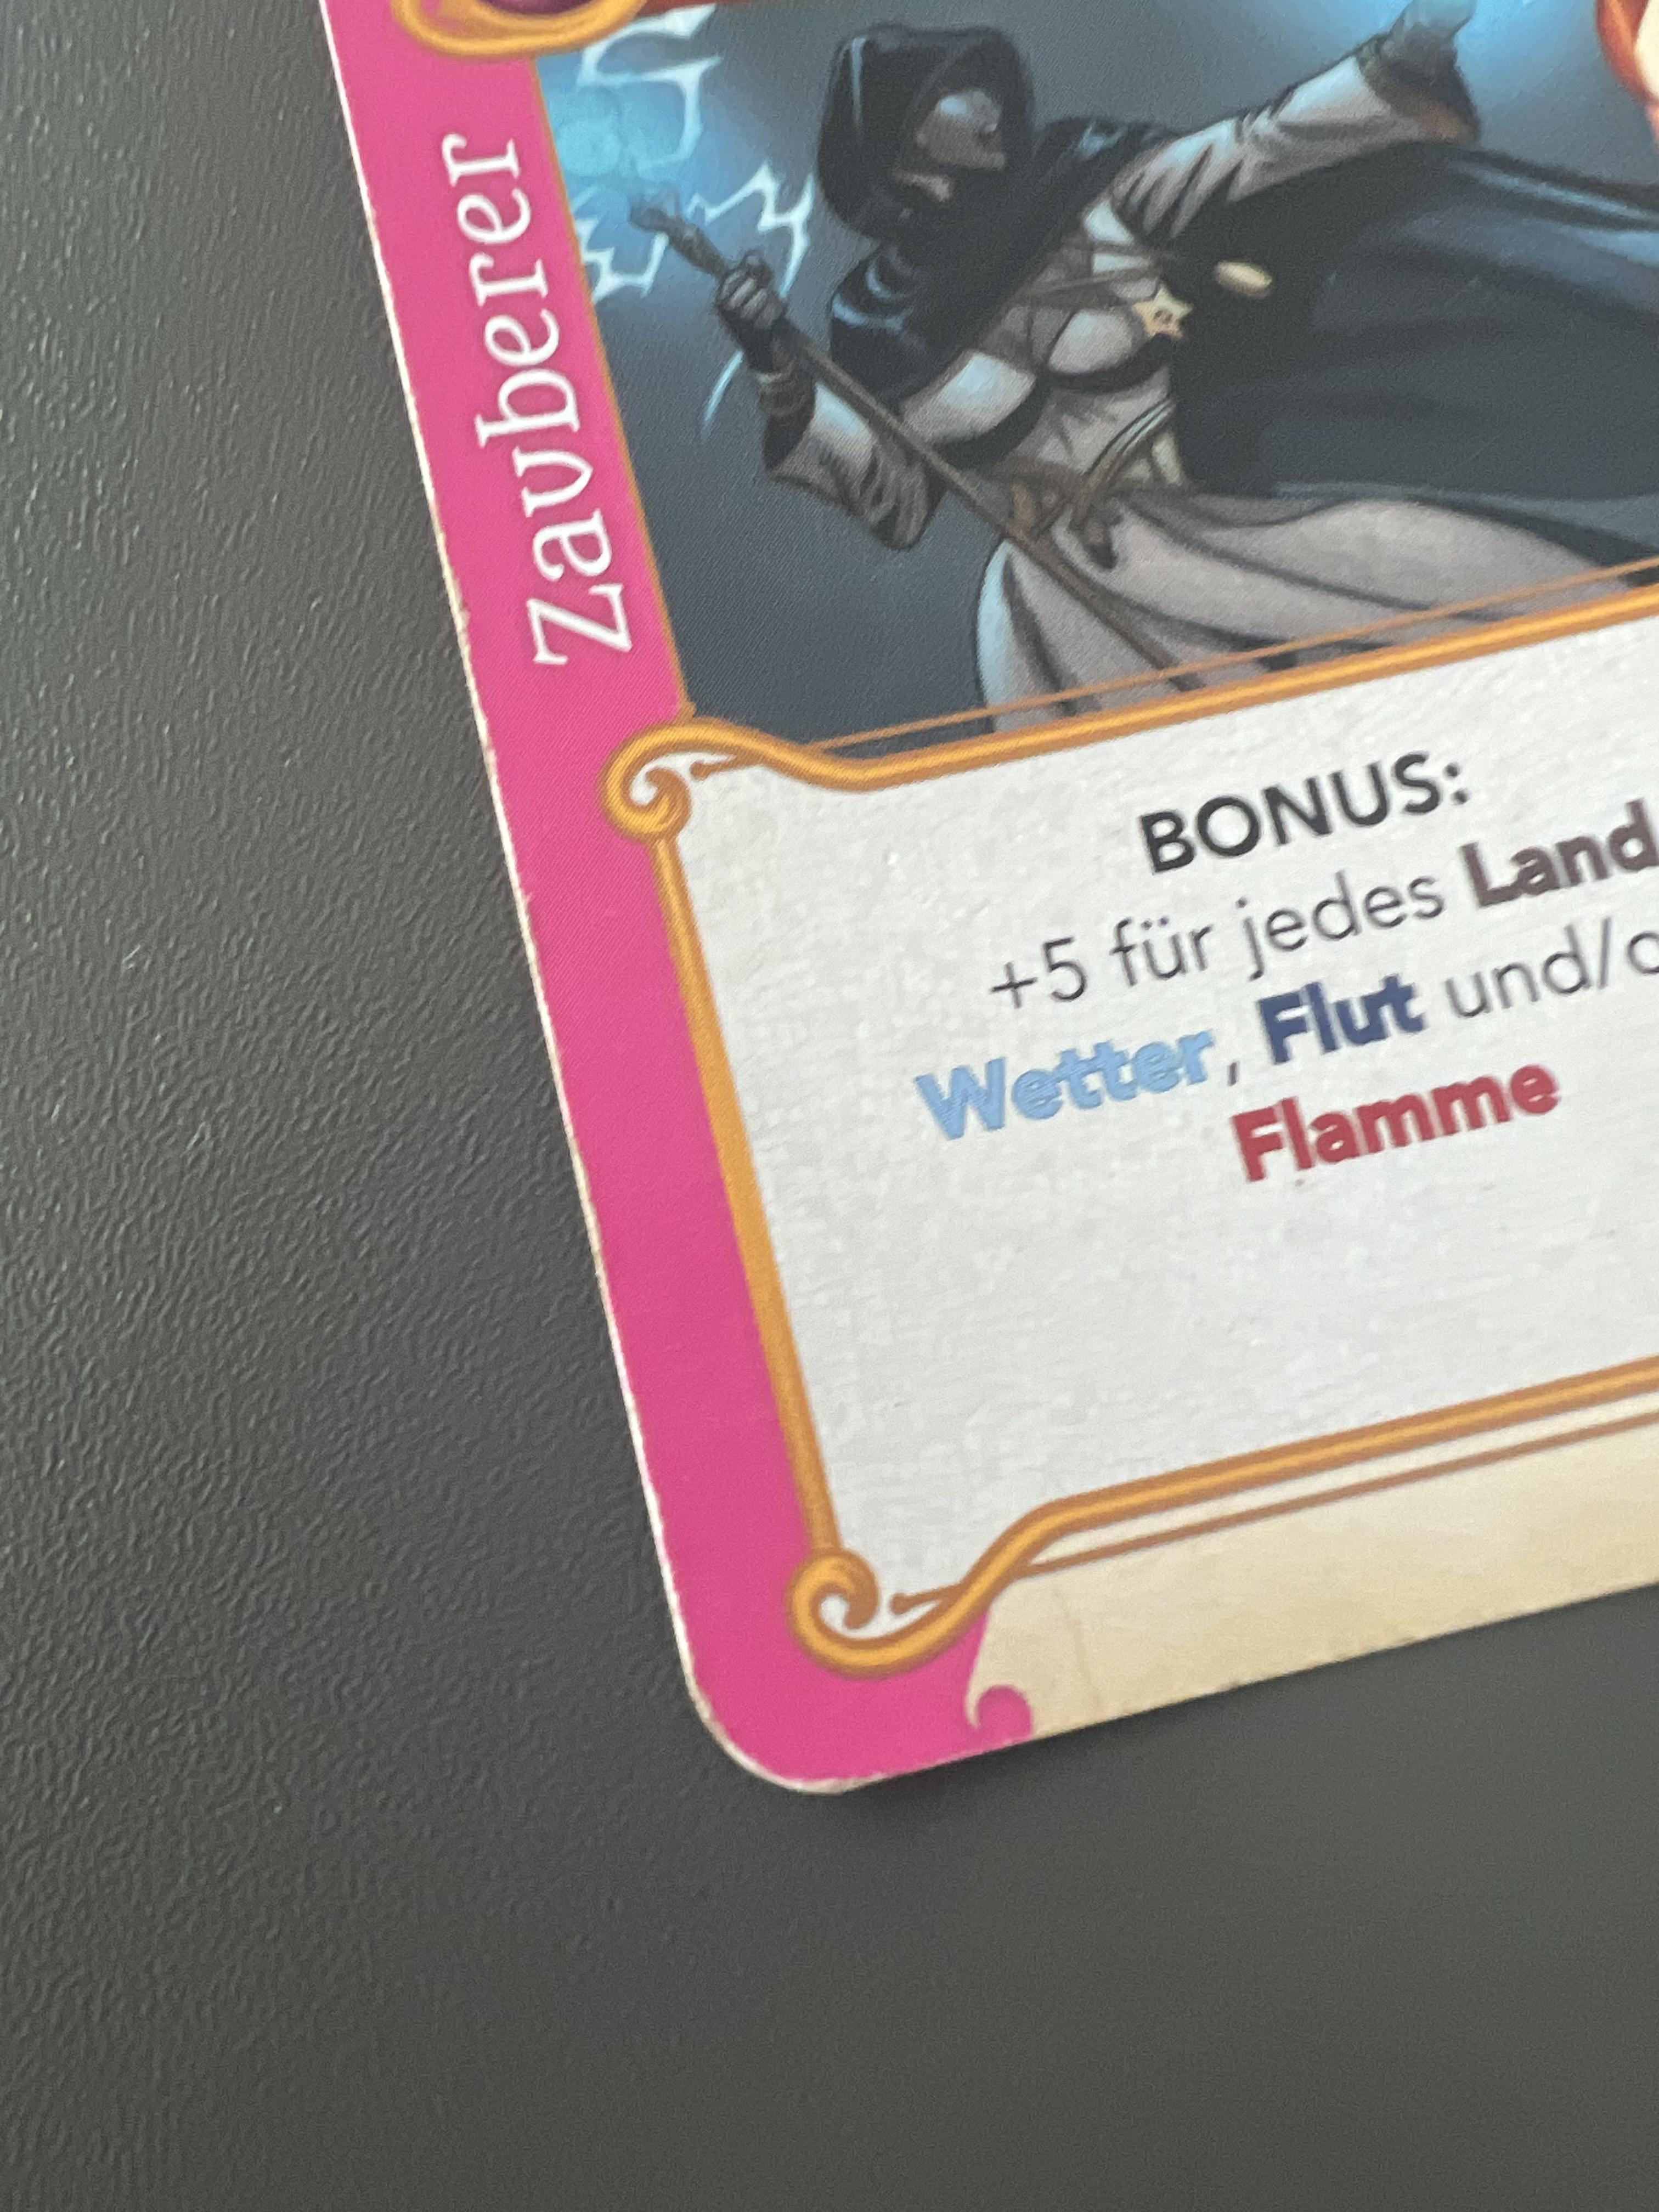 Zauberer
BONUS:
+5 für jedes Land
Wetter, Flut und/
Flamme